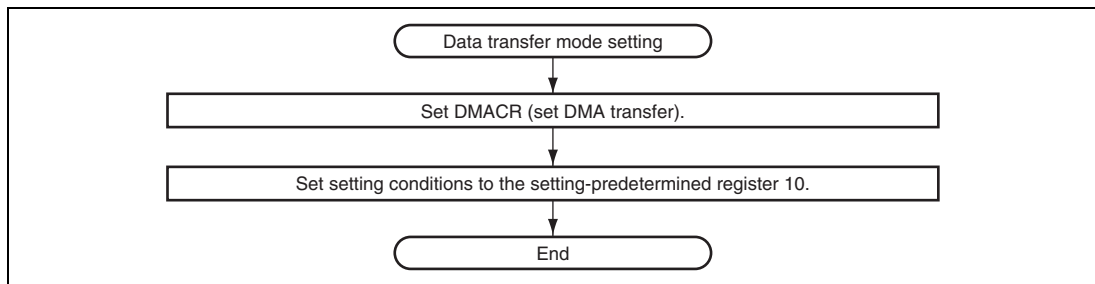 Data transfer mode setting
Set DMACR (set DMA transfer).
Set setting conditions to the setting-predetermined register 10.
End